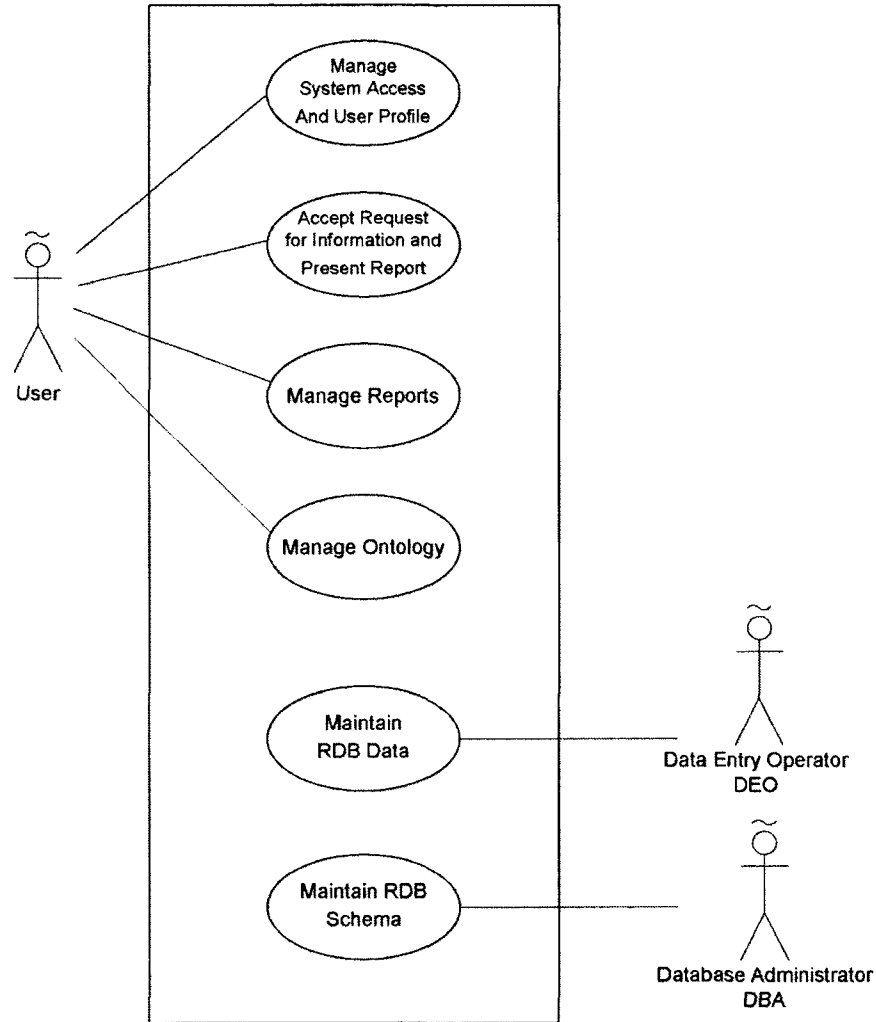 Manage
System Access
And User Profile
Accept Request
for Information and
Present Report
User
Manage Reports
Manage Ontology
Maintain
RDB Data
Data Entry Operator
DEO
Maintain RDB
Schema
Database Administrator
DBA